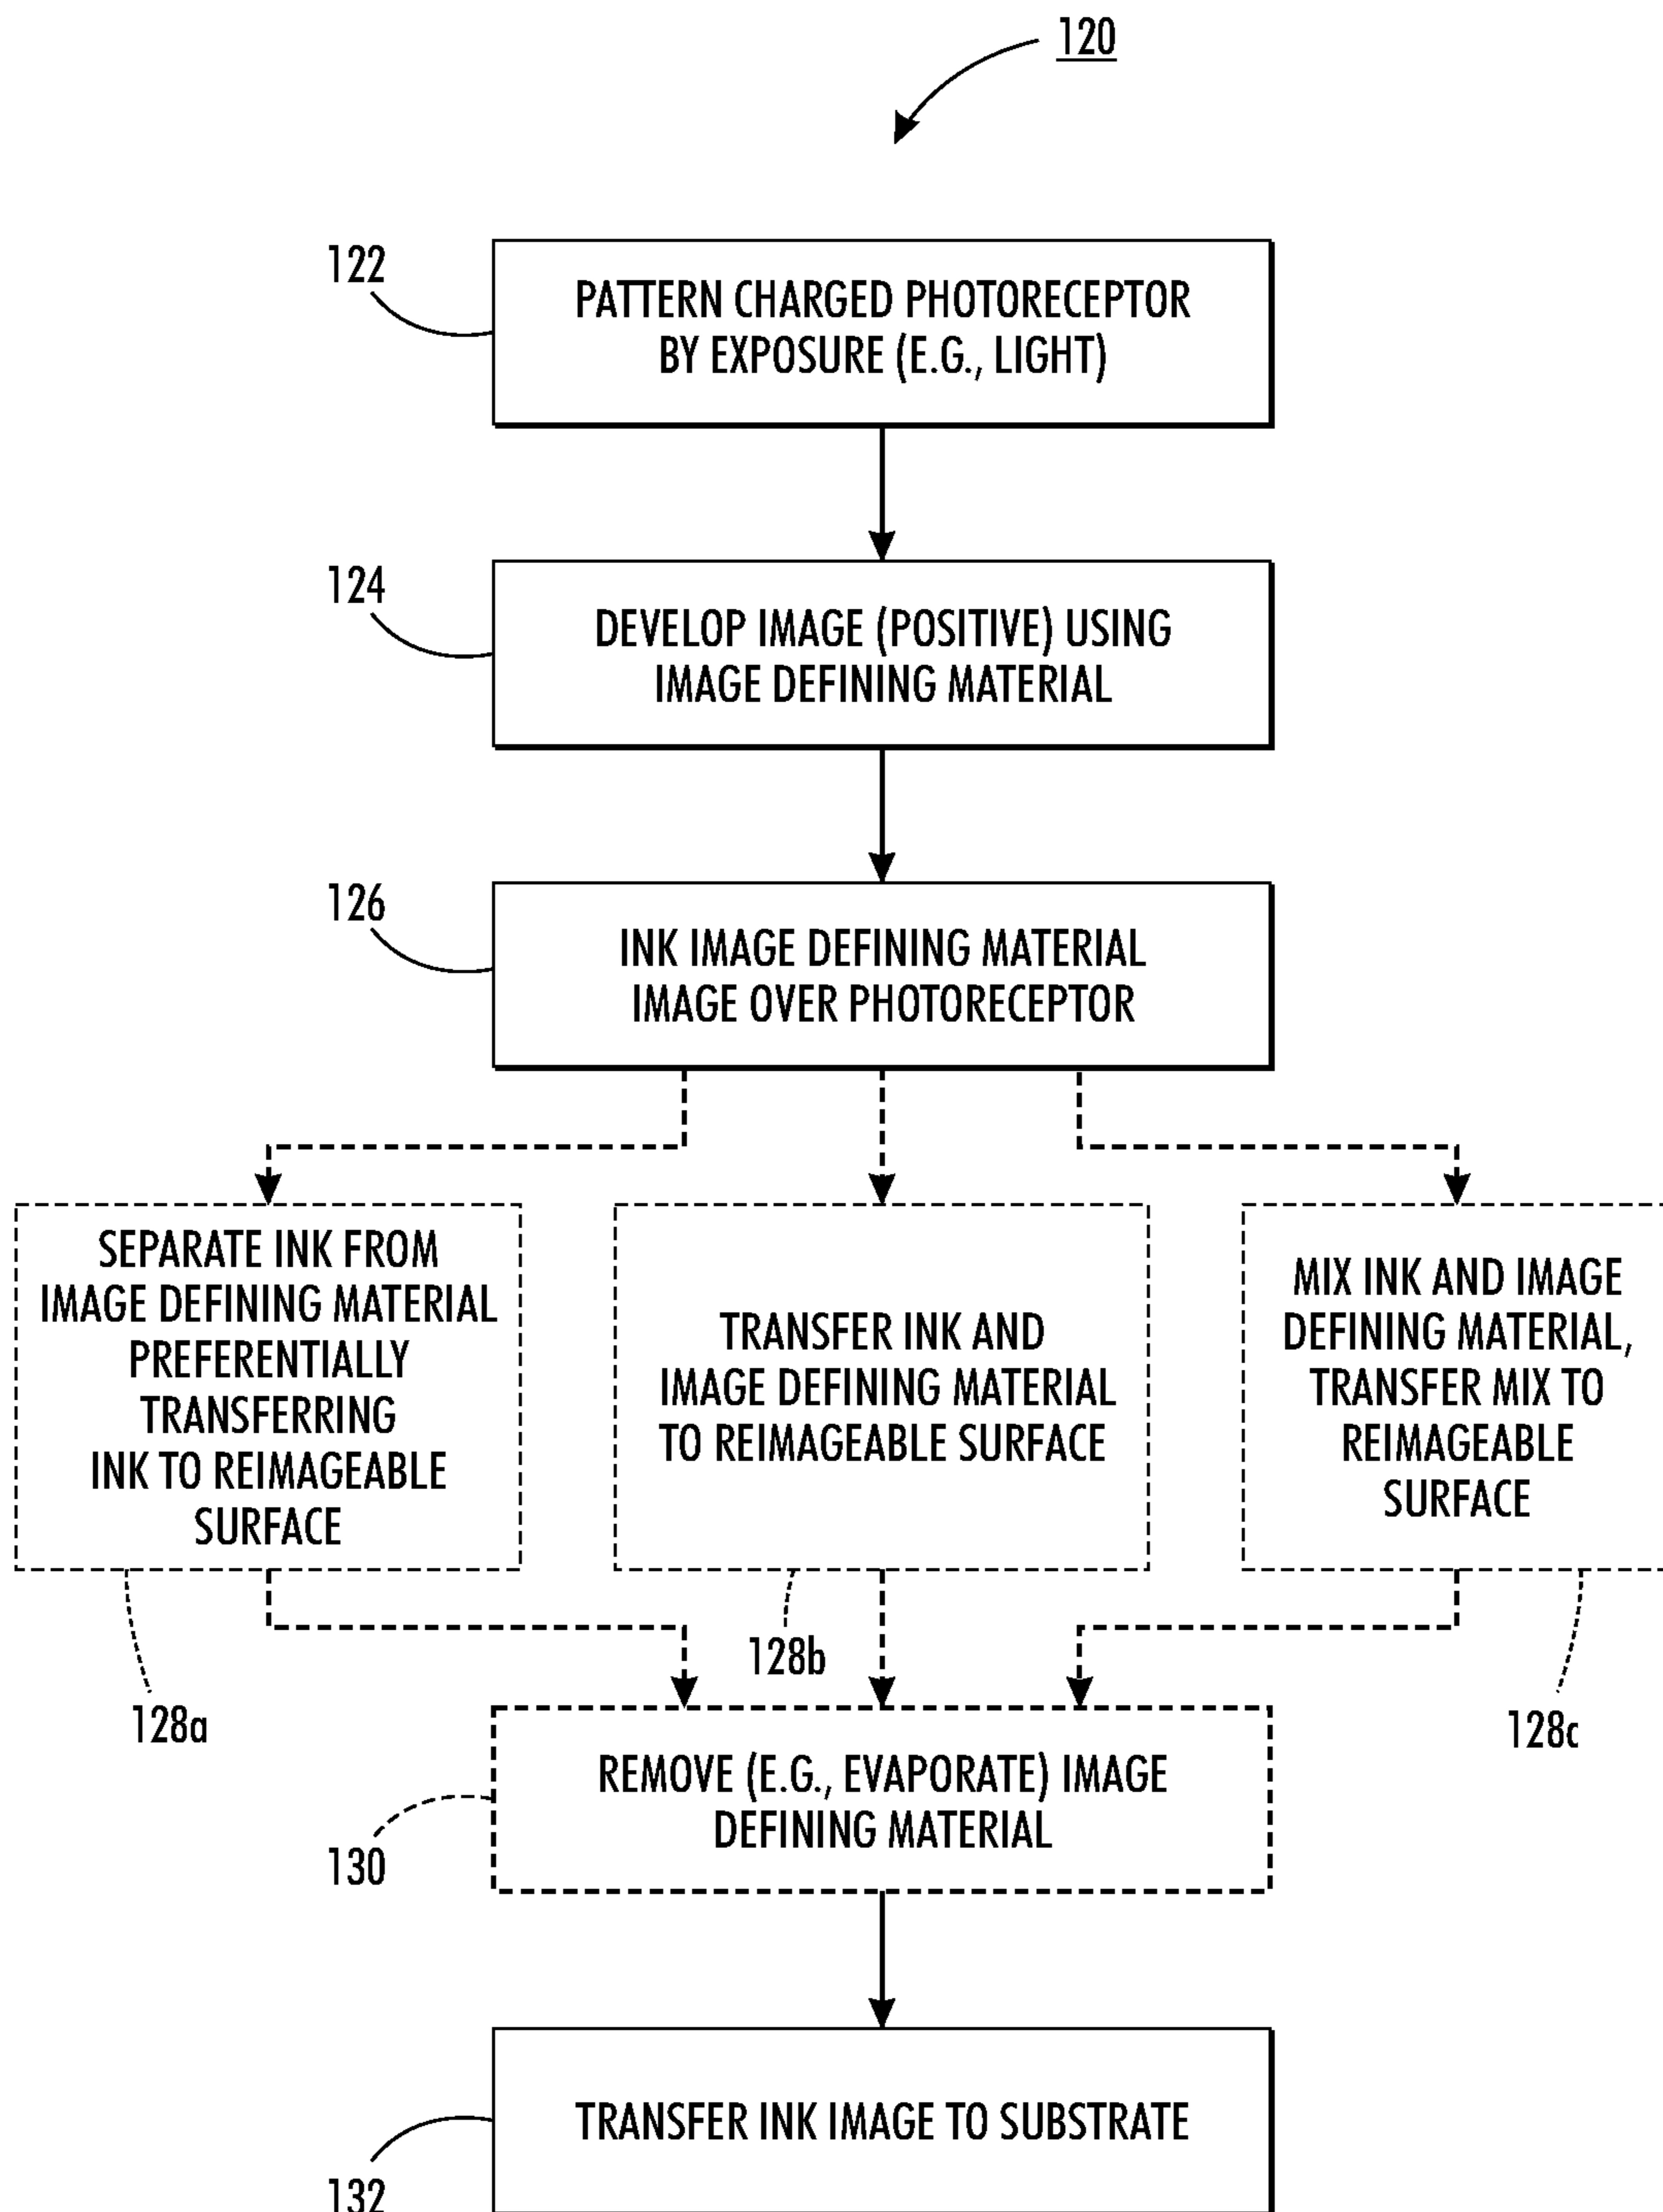 120
122
PATTERN CHARGED PHOTORECEPTOR
BY EXPOSURE (E.G., LIGHT)
124
DEVELOP IMAGE (POSITIVE) USING
IMAGE DEFINING MATERIAL
126
INK IMAGE DEFINING MATERIAL
IMAGE OVER PHOTORECEPTOR
SEPARATE INK FROM
IMAGE DEFINING MATERIAL
PREFERENTIALLY
TRANSFERRING
INK TO REIMAGEABLE
SURFACE
TRANSFER INK AND
IMAGE DEFINING MATERIAL
TO REIMAGEABLE SURFACE
MIX INK AND IMAGE
DEFINING MATERIAL,
TRANSFER MIX TO
REIMAGEABLE
SURFACE
128a
128b
128c
REMOVE (E.G., EVAPORATE) IMAGE
DEFINING MATERIAL
130
TRANSFER INK IMAGE TO SUBSTRATE
132